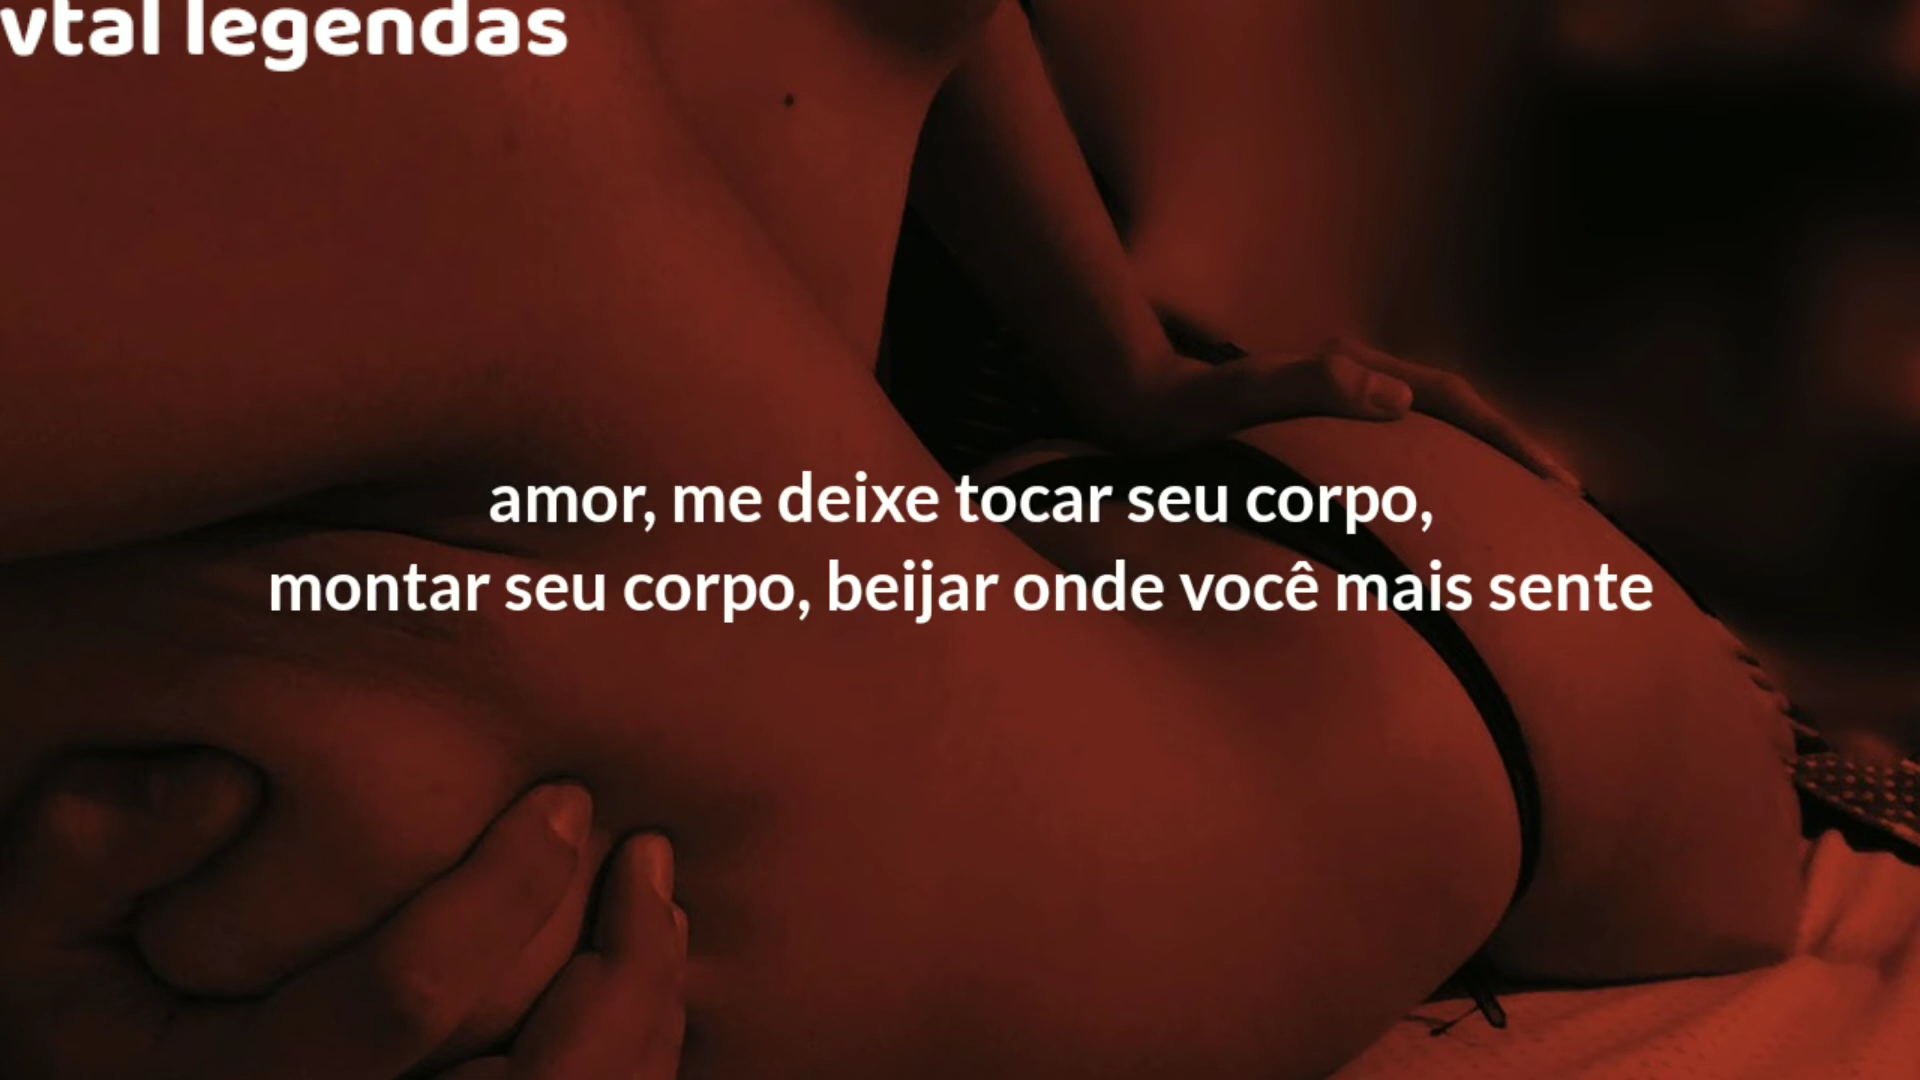 vtal legendas
amor, me deixe tocar seu corpo,
montar seu corpo, beijar onde você mais sente